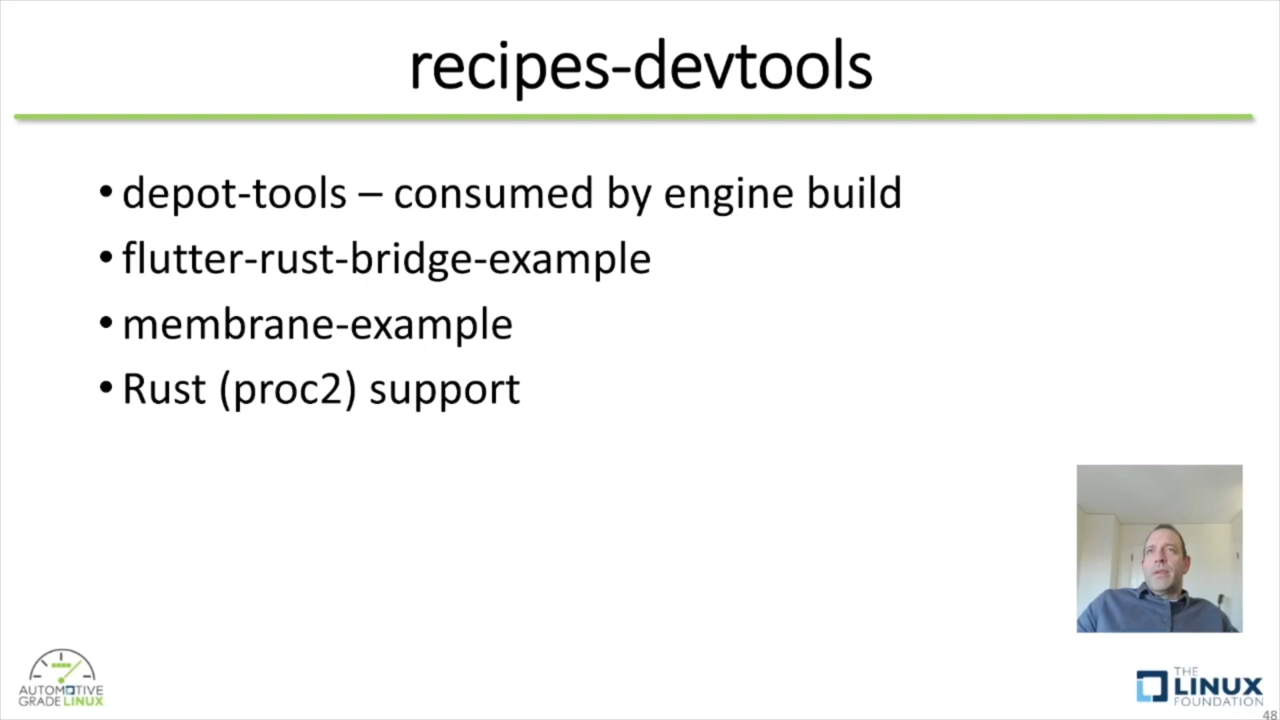 recipes-devtools
• depot-tools – consumed by engine build
• flutter-rust-bridge-example
• membrane-example
• Rust (proc2) support
AUTOMOTIVE
GRADE LINUX
THE
LINUX
FOUNDATION
48